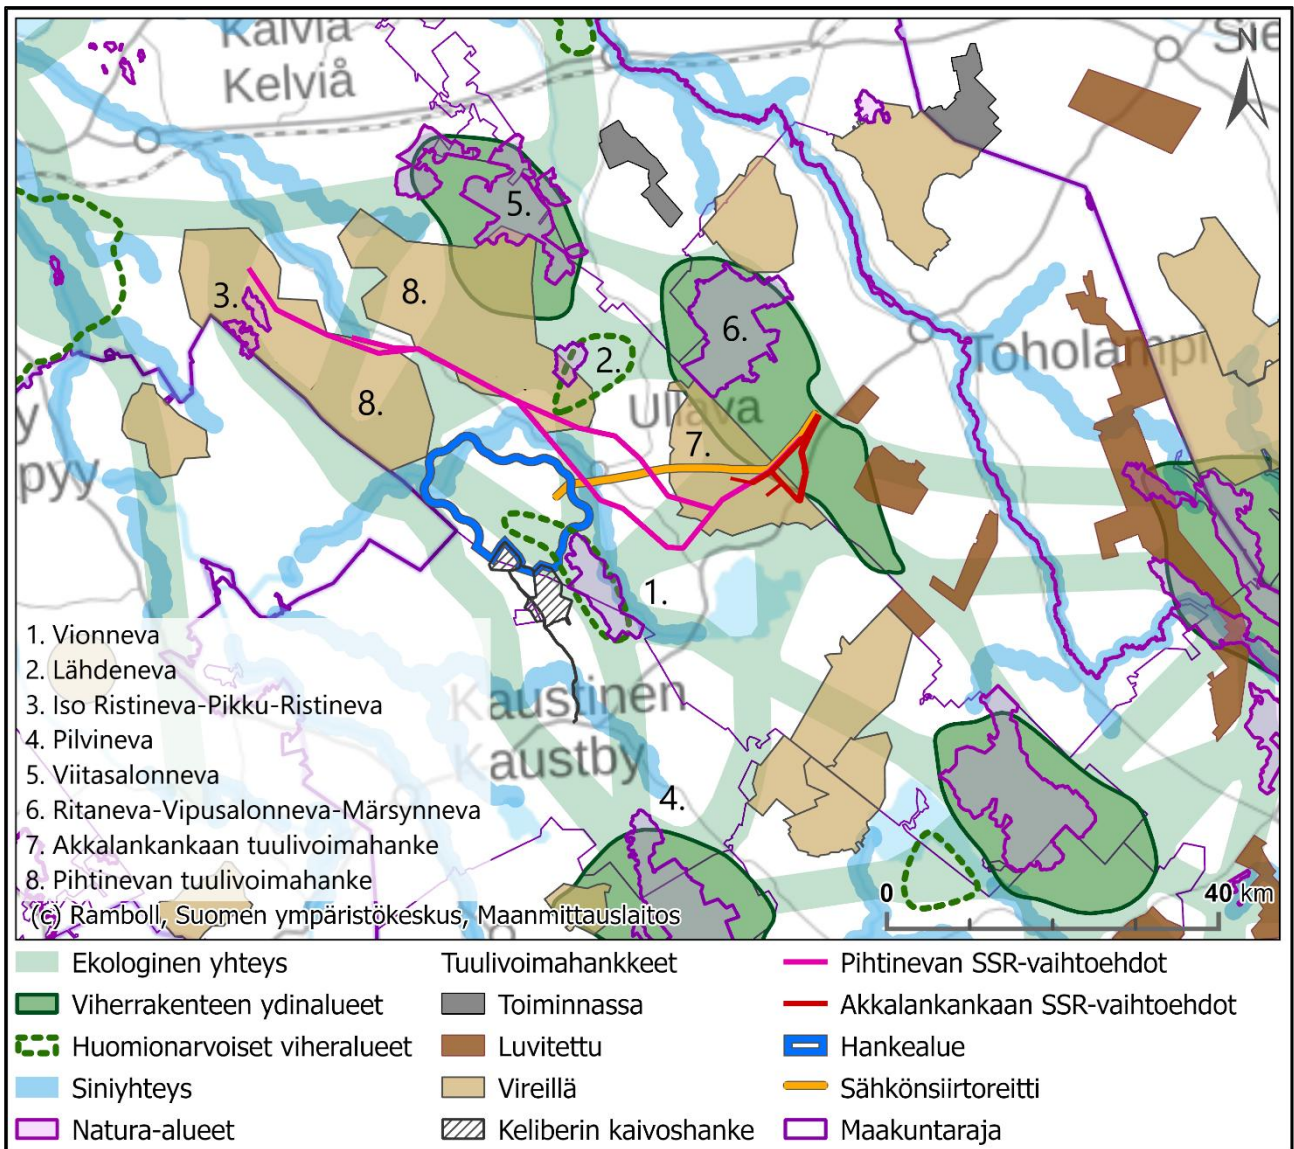 Kälviä
Kelviå
Sie
N
5.
3.
8.
6.
2.
Toholampi
Ullava
8.
7.
y
pyy
1.
1. Vionneva
2. Lähdeneva
3. Iso Ristineva-Pikku-Ristineva
4. Pilvineva
5. Viitasalonneva
6. Ritaneva-Vipusalonneva-Märsynneva
7. Akkalankankaan tuulivoimahanke
8. Pihtinevan tuulivoimahanke
(c) Ramboll, Suomen ympäristökeskus, Maanmittauslaitos
Kaustinen
Kaustby
4.
0 40 km
Ekologinen yhteys
Viherrakenteen ydinalueet
Huomionarvoiset viheralueet
Siniyhteys
Natura-alueet
Tuulivoimahankkeet
Toiminnassa
Luvitettu
Vireillä
Keliberin kaivoshanke
Pihtinevan SSR-vaihtoehdot
Akkalankankaan SSR-vaihtoehdot
Hankealue
Sähkönsiirtoreitti
Maakuntaraja